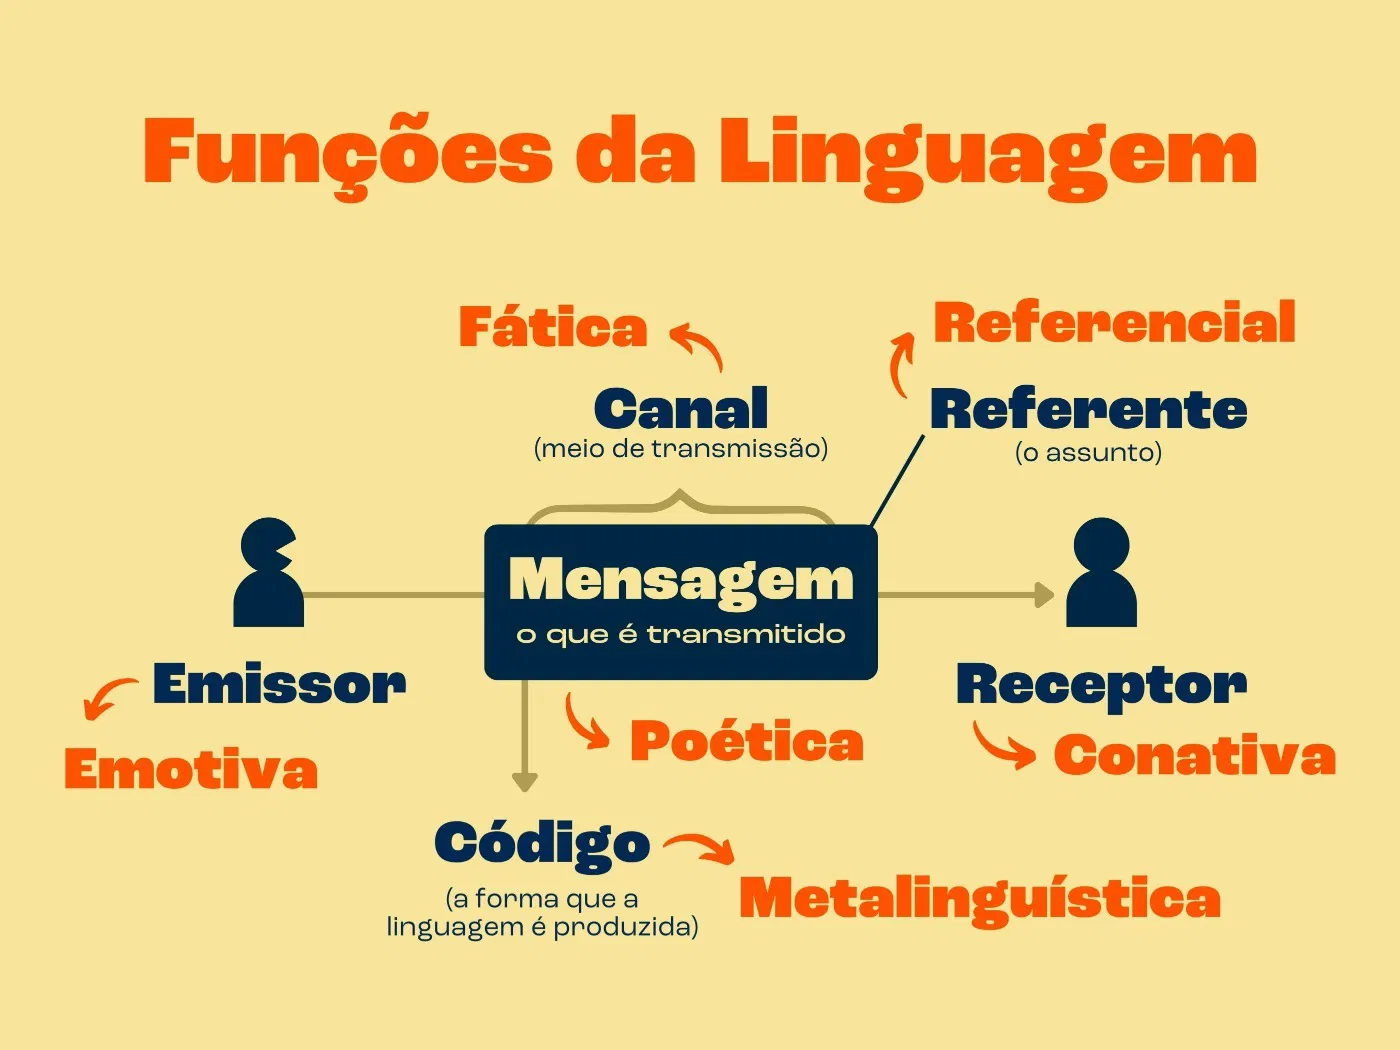 Funções da Linguagem
Fática
Referencial
Canal
(meio de transmissão)
Referente
(o assunto)
Mensagem
o que é transmitido
Emissor
Emotiva
Receptor
Conativa
Poética
Código
(a forma que a
linguagem é produzida)
Metalinguística